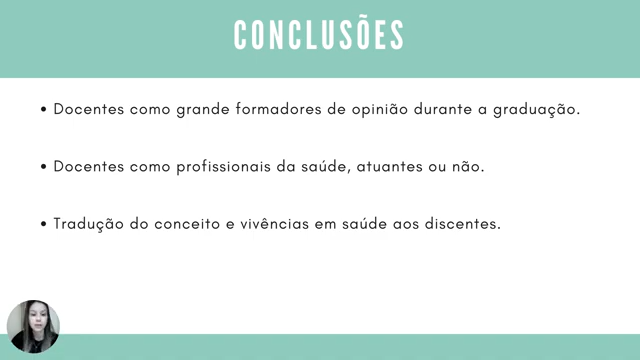 CONCLUSÕES
• Docentes como grande formadores de opinião durante a graduação.
• Docentes como profissionais da saúde, atuantes ou não.
• Tradução do conceito e vivências em saúde aos discentes.